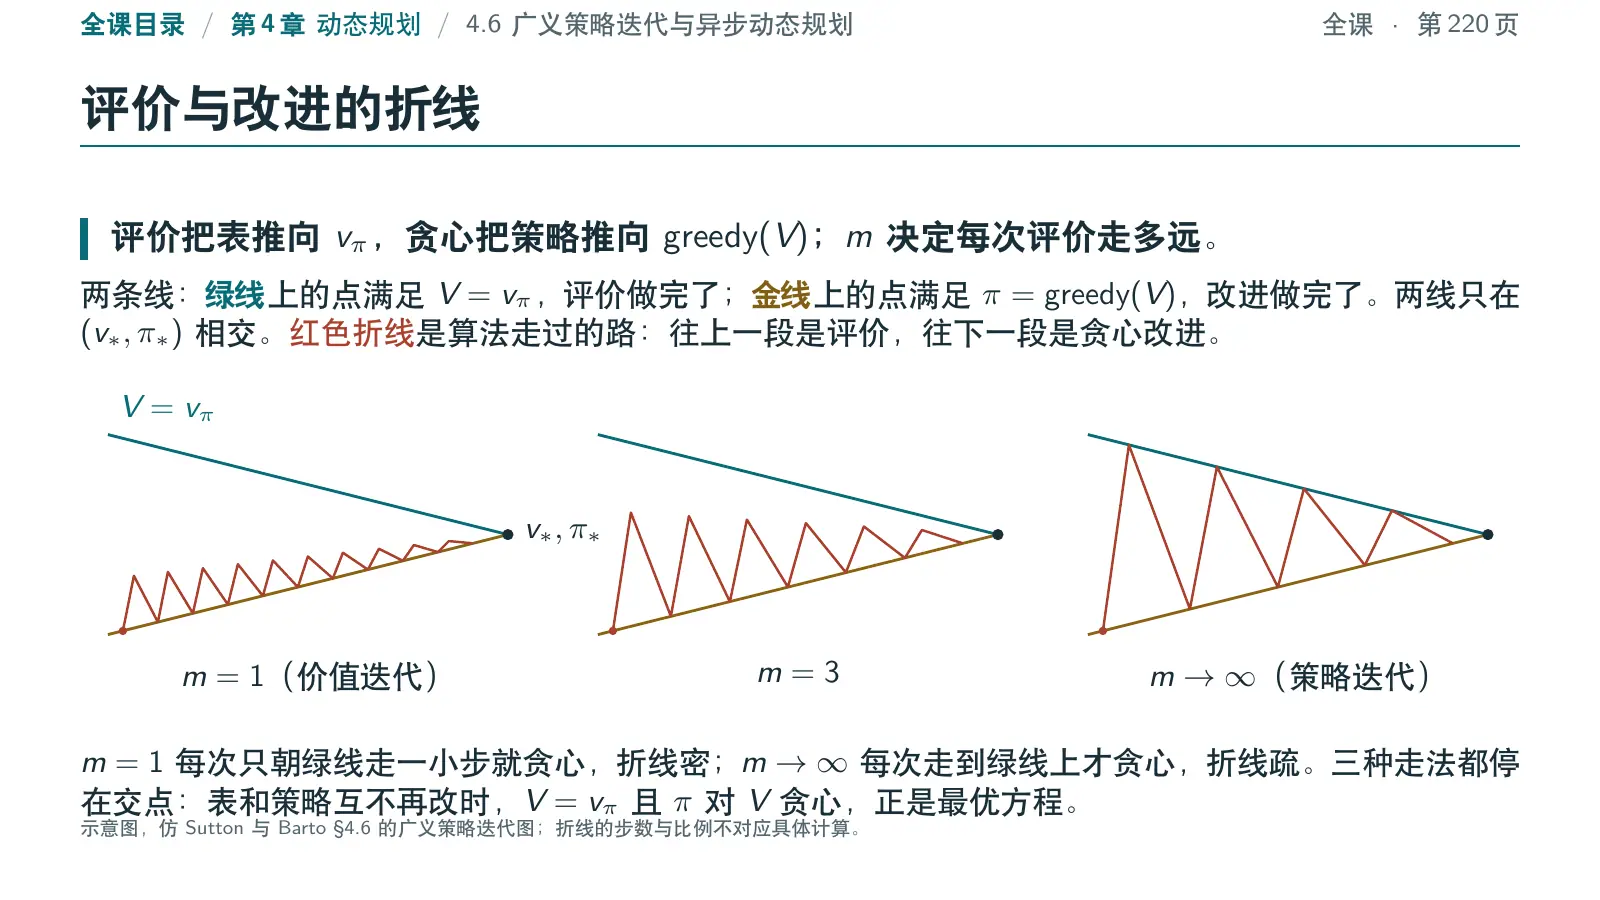 全课目录 / 第 4 章 动态规划 / 4.6 广义策略迭代与异步动态规划
全课 · 第 220 页
评价与改进的折线
评价把表推向 vπ，贪心把策略推向 greedy(V)；m 决定每次评价走多远。
两条线：绿线上的点满足 V = vπ，评价做完了；金线上的点满足 π = greedy(V)，改进做完了。两线只在
(v∗, π∗) 相交。红色折线是算法走过的路：往上一段是评价，往下一段是贪心改进。
V = vπ
v∗, π∗
m = 1（价值迭代）
m = 3
m → ∞（策略迭代）
m = 1 每次只朝绿线走一小步就贪心，折线密；m → ∞ 每次走到绿线上才贪心，折线疏。三种走法都停
在交点：表和策略互不再改时，V = vπ 且 π 对 V 贪心，正是最优方程。
示意图，仿 Sutton 与 Barto §4.6 的广义策略迭代图；折线的步数与比例不对应具体计算。